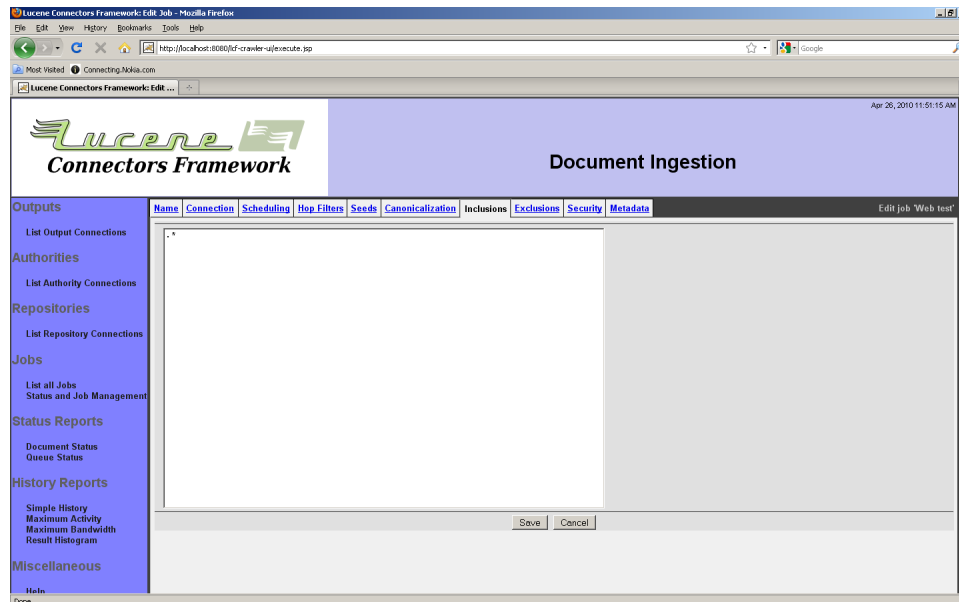 Lucene Connectors Framework: Edit Job - Mozilla Firefox
File Edit View History Bookmarks Tools Help
http://localhost:8080/lcf-crawler-ui/execute.jsp
Google
Most Visited Connecting.Nokia.com
Lucene Connectors Framework: Edit ...
Apr 26, 2010 11:51:15 AM
Lucene
Connectors Framework
Document Ingestion
Name Connection Scheduling Hop Filters Seeds Canonicalization Inclusions Exclusions Security Metadata
Edit job 'Web test'
Outputs
List Output Connections
Authorities
List Authority Connections
Repositories
List Repository Connections
Jobs
List all Jobs
Status and Job Management
Status Reports
Document Status
Queue Status
History Reports
Simple History
Maximum Activity
Maximum Bandwidth
Result Histogram
Miscellaneous
Help
.*
Save Cancel
Done